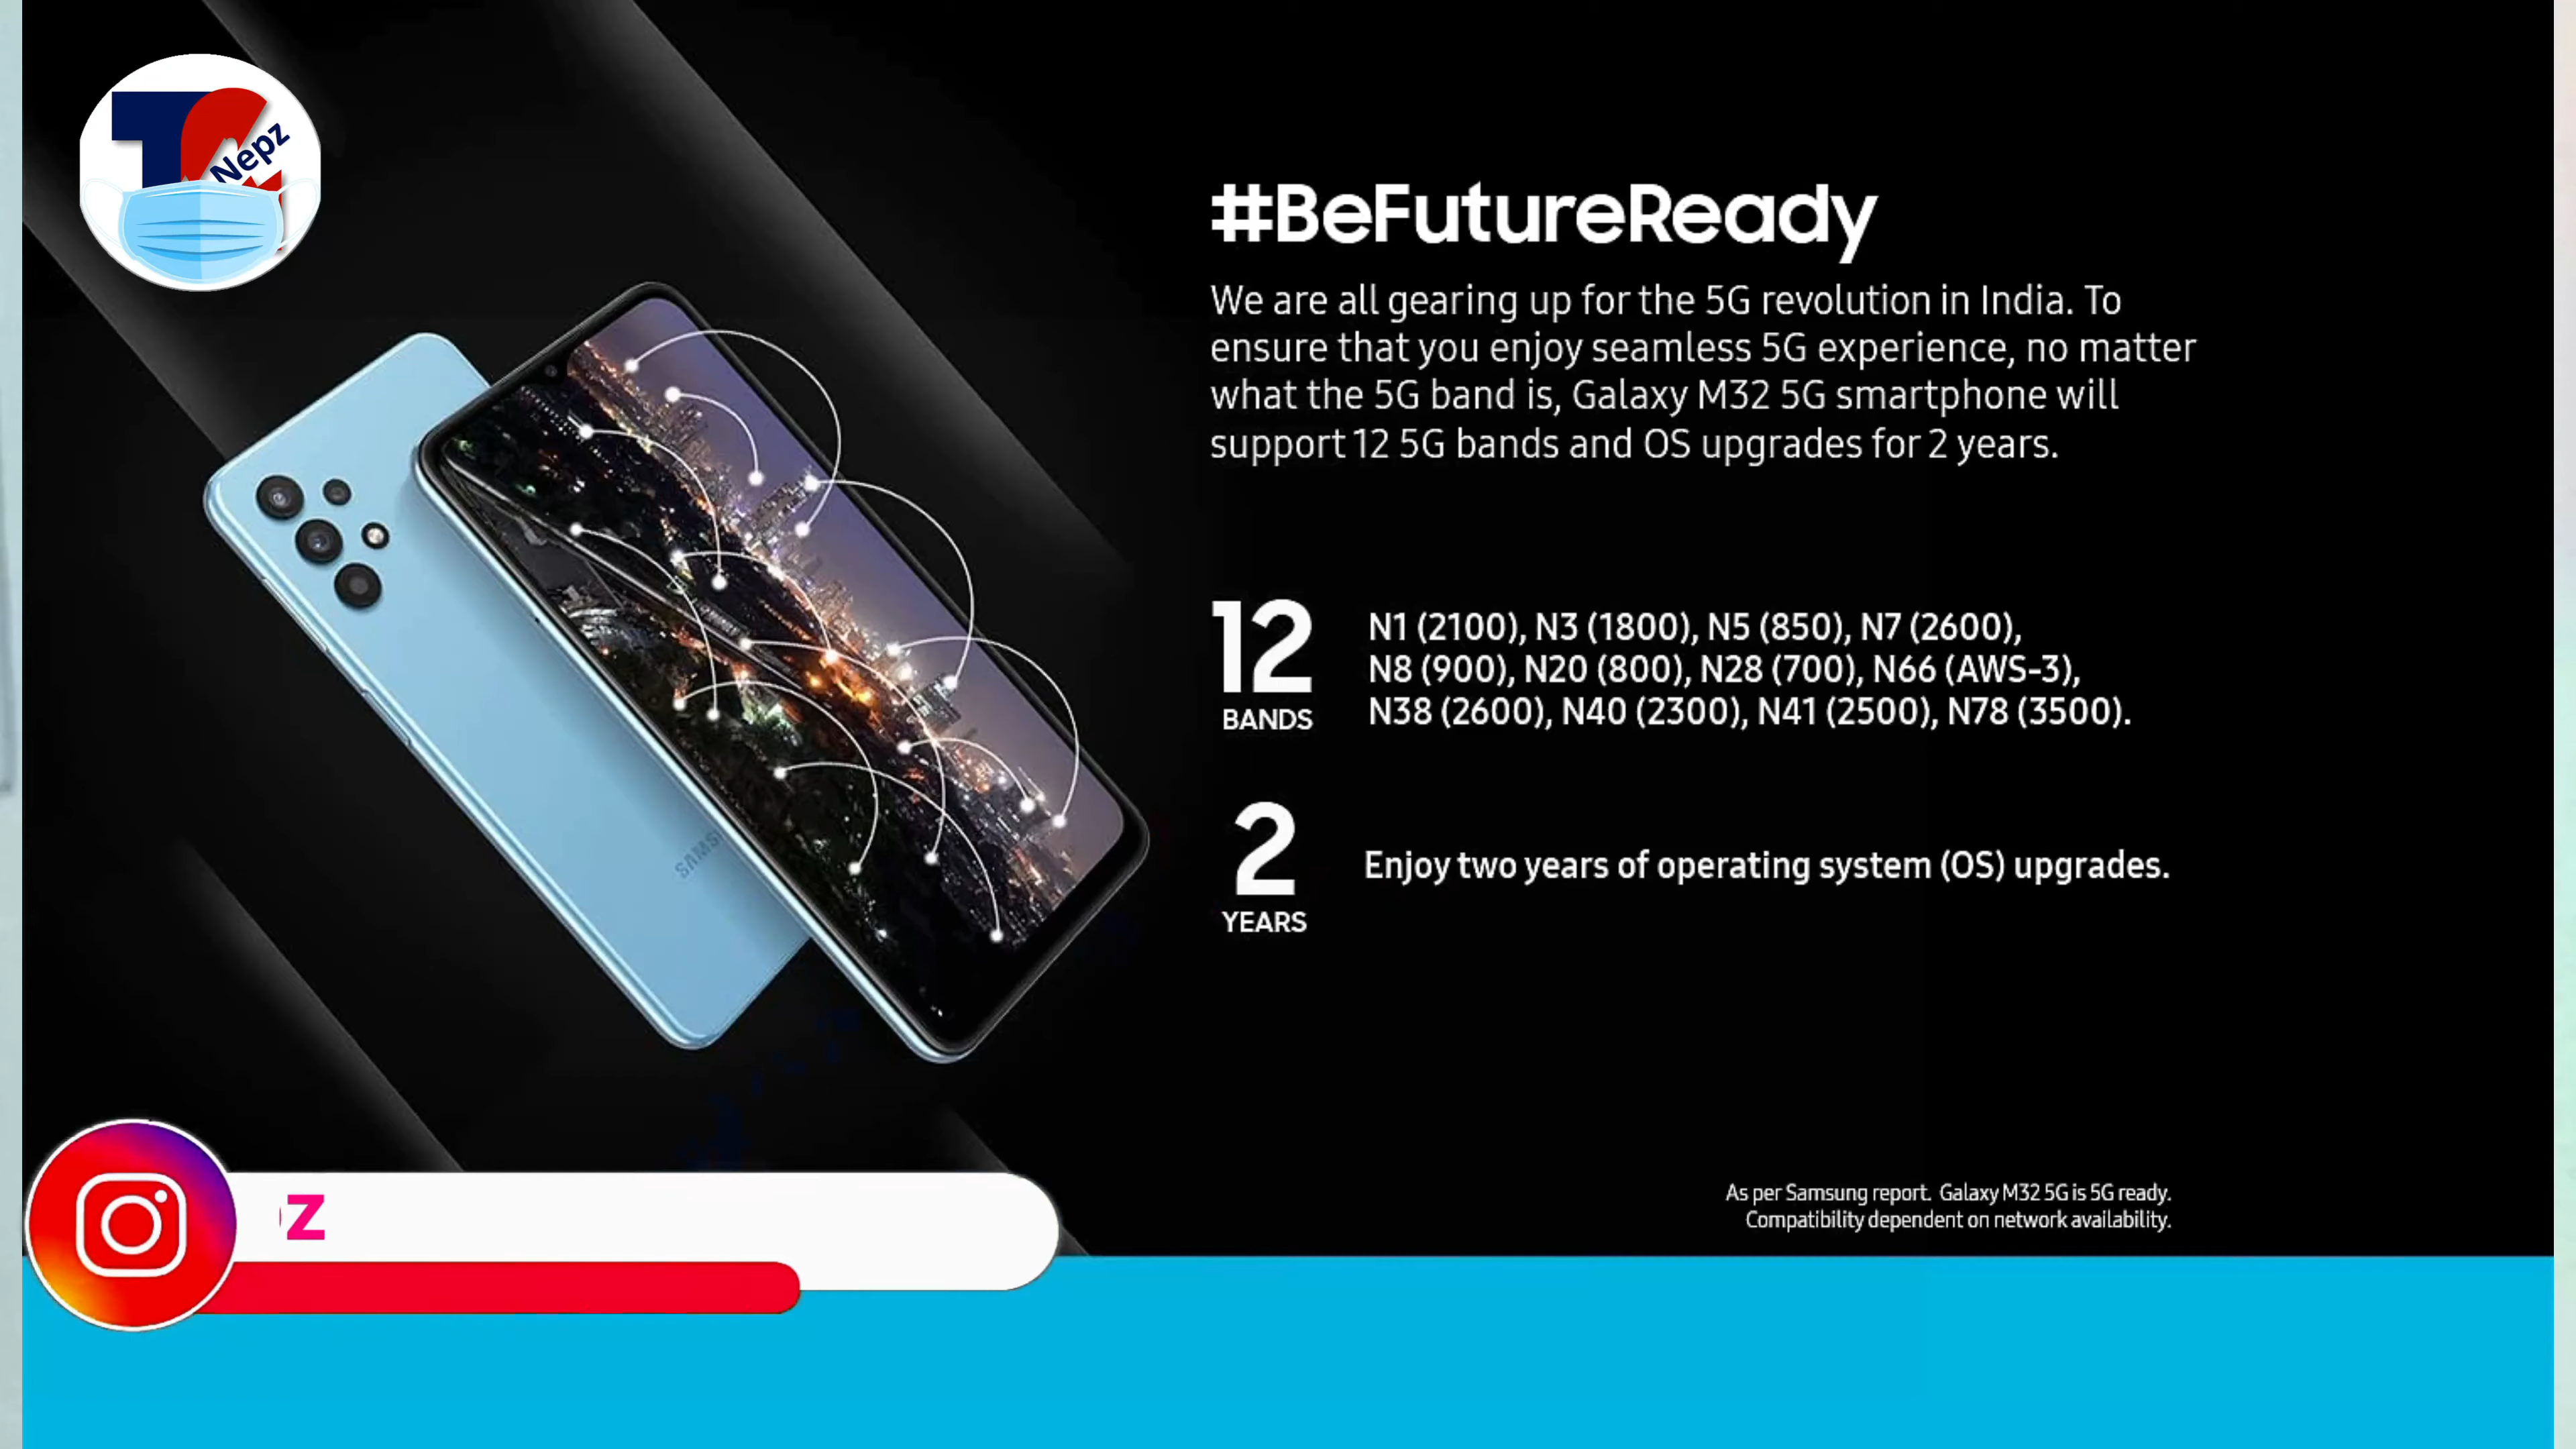 Nepz
#BeFutureReady
We are all gearing up for the 5G revolution in India. To
ensure that you enjoy seamless 5G experience, no matter
what the 5G band is, Galaxy M32 5G smartphone will
support 12 5G bands and OS upgrades for 2 years.
12
BANDS
N1 (2100), N3 (1800), N5 (850), N7 (2600),
N8 (900), N20 (800), N28 (700), N66 (AWS-3),
N38 (2600), N40 (2300), N41 (2500), N78 (3500).
2
YEARS
Enjoy two years of operating system (OS) upgrades.
As per Samsung report. Galaxy M32 5G is 5G ready.
Compatibility dependent on network availability.
Z